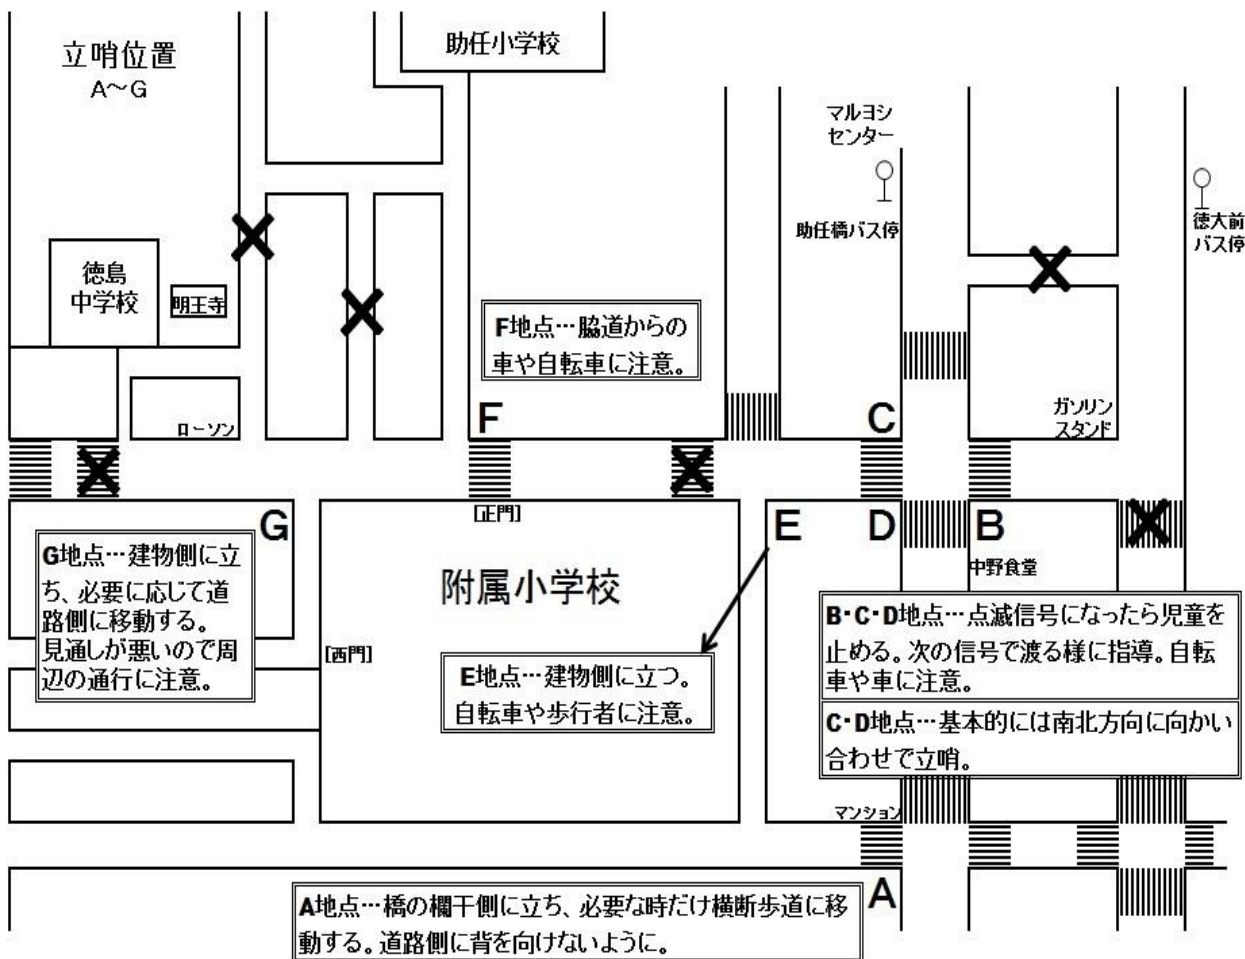 立哨位置
A～G
助任小学校
マルヨシ
センター
助任橋バス停
徳大前
バス停
徳島
中学校
明王寺
F地点…脇道からの
車や自転車に注意。
ローソン
F
C
ガソリン
スタンド
G
[正門]
E
D
B
中野食堂
G地点…建物側に立
ち、必要に応じて道
路側に移動する。
見通しが悪いので周
辺の通行に注意。
附属小学校
[西門]
E地点…建物側に立つ。
自転車や歩行者に注意。
B・C・D地点…点滅信号になったら児童を
止める。次の信号で渡る様に指導。自転
車や車に注意。
C・D地点…基本的には南北方向に向かい
合わせで立哨。
マンション
A
A地点…橋の欄干側に立ち、必要な時だけ横断歩道に移
動する。道路側に背を向けないように。